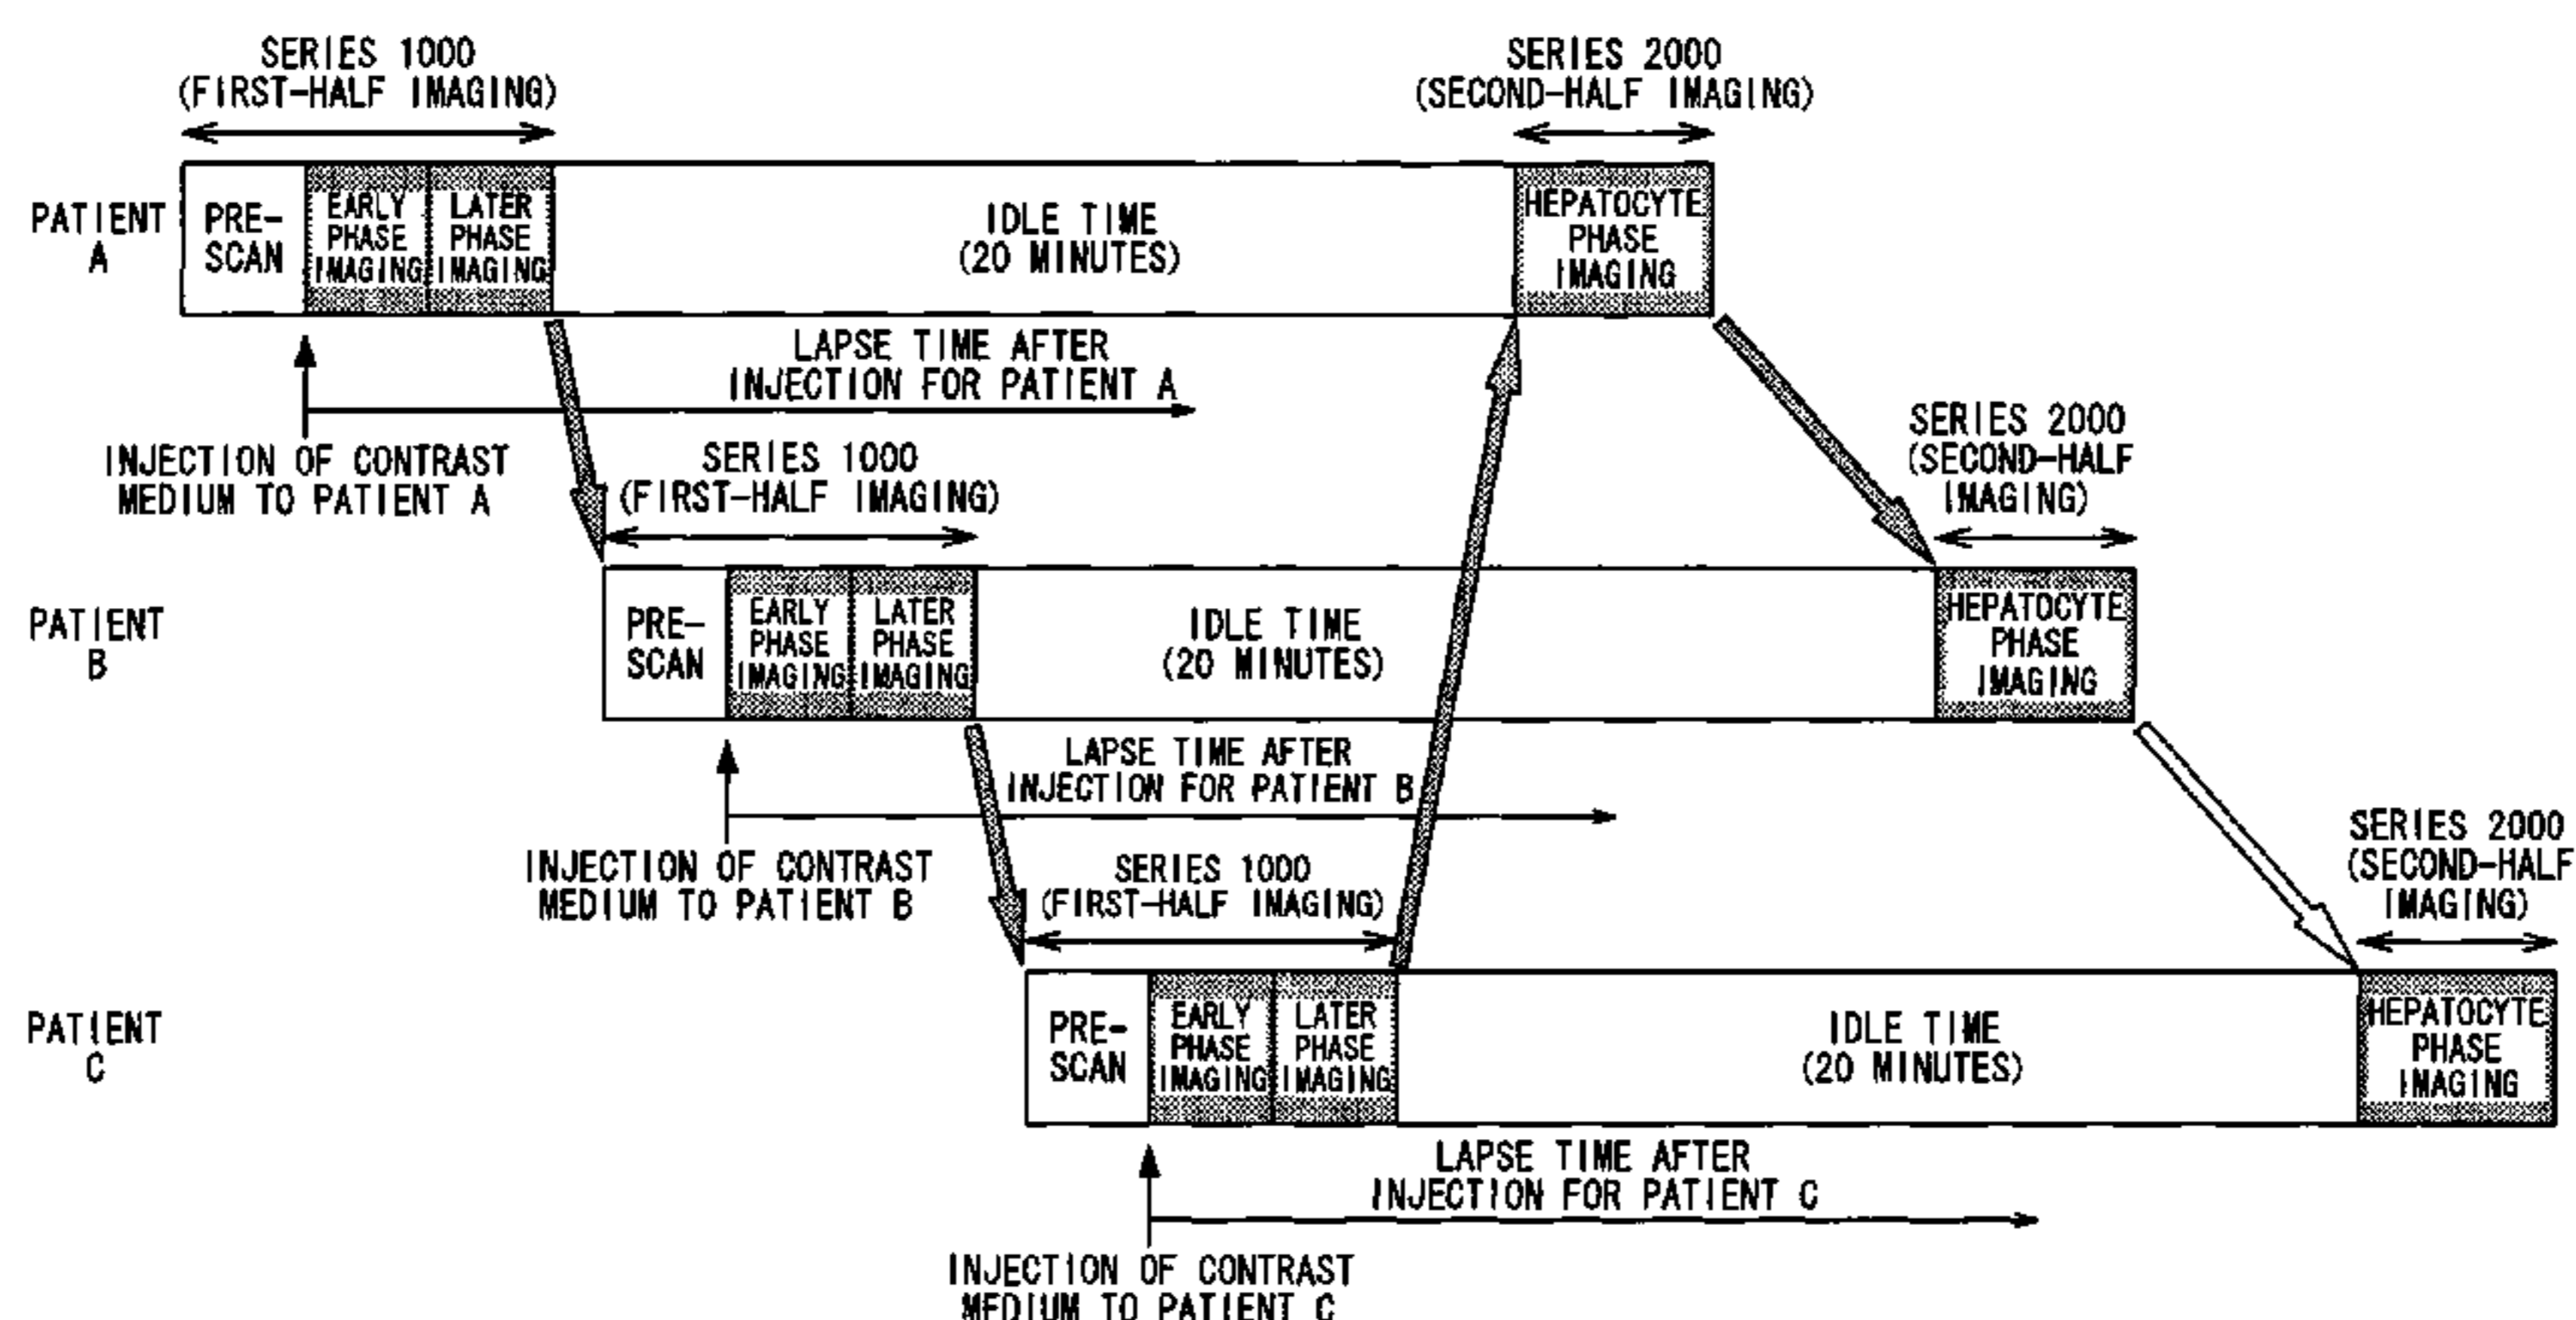 SERIES 1000
(FIRST-HALF IMAGING)
SERIES 2000
(SECOND-HALF IMAGING)
PATIENT
A
PRE-
SCAN
EARLY
PHASE
IMAGING
LATER
PHASE
IMAGING
IDLE TIME
(20 MINUTES)
HEPATOCYTE
PHASE
IMAGING
LAPSE TIME AFTER
INJECTION FOR PATIENT A
INJECTION OF CONTRAST
MEDIUM TO PATIENT A
SERIES 1000
(FIRST-HALF IMAGING)
SERIES 2000
(SECOND-HALF
IMAGING)
PATIENT
B
PRE-
SCAN
EARLY
PHASE
IMAGING
LATER
PHASE
IMAGING
IDLE TIME
(20 MINUTES)
HEPATOCYTE
PHASE
IMAGING
LAPSE TIME AFTER
INJECTION FOR PATIENT B
INJECTION OF CONTRAST
MEDIUM TO PATIENT B
SERIES 1000
(FIRST-HALF IMAGING)
SERIES 2000
(SECOND-HALF
IMAGING)
PATIENT
C
PRE-
SCAN
EARLY
PHASE
IMAGING
LATER
PHASE
IMAGING
IDLE TIME
(20 MINUTES)
HEPATOCYTE
PHASE
IMAGING
LAPSE TIME AFTER
INJECTION FOR PATIENT C
INJECTION OF CONTRAST
MEDIUM TO PATIENT C